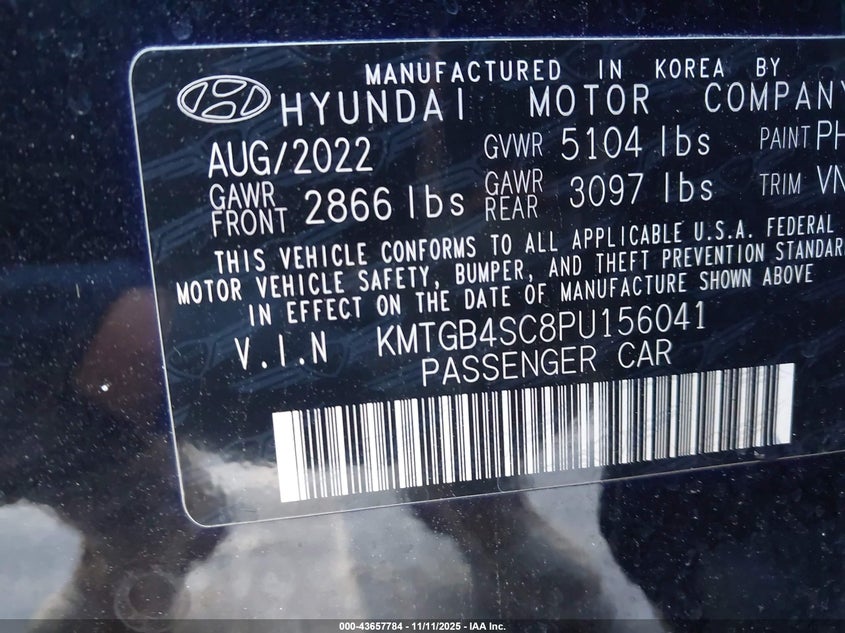 MANUFACTURED IN KOREA BY
HYUNDAI MOTOR COMPANY
AUG/2022 GVWR 5104 lbs PAINT PH
GAWR FRONT 2866 lbs GAWR REAR 3097 lbs TRIM VN
THIS VEHICLE CONFORMS TO ALL APPLICABLE U.S.A. FEDERAL
MOTOR VEHICLE SAFETY, BUMPER, AND THEFT PREVENTION STANDAR
IN EFFECT ON THE DATE OF MANUFACTURE SHOWN ABOVE
V.I.N KMTGB4SC8PU156041
PASSENGER CAR
000-43657784 - 11/11/2025 - IAA Inc.